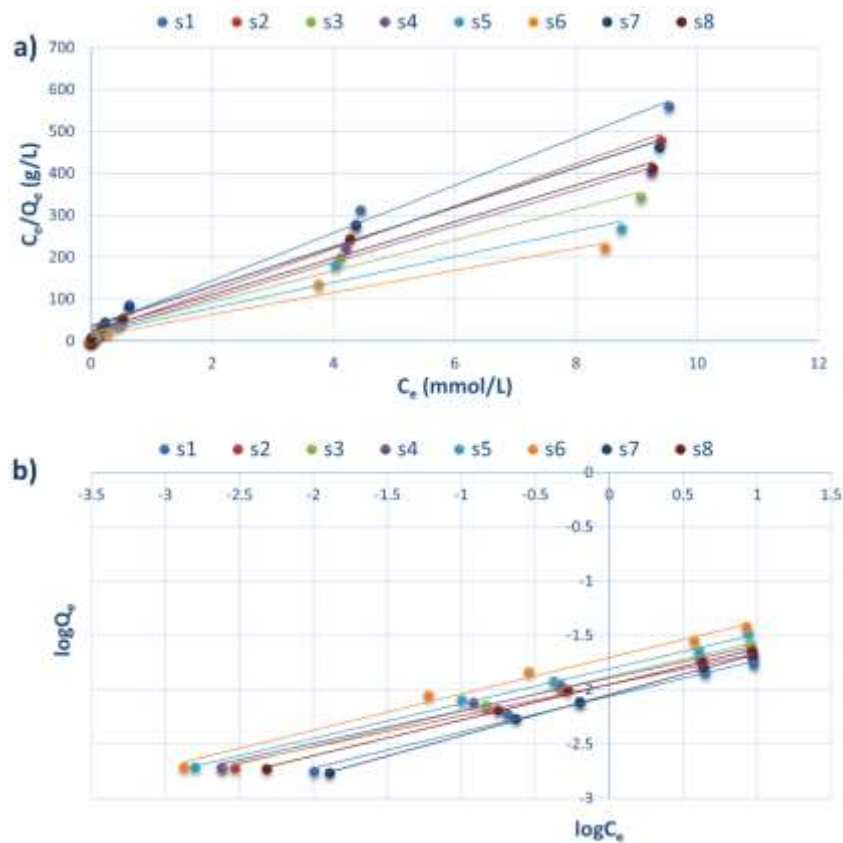 s1 s2 s3 s4 s5 s6 s7 s8
a)
700
600
500
400
300
200
100
0
Ce/Qe (g/L)
0 2 4 6 8 10 12
Ce (mmol/L)
s1 s2 s3 s4 s5 s6 s7 s8
b)
-3.5 -3 -2.5 -2 -1.5 -1 -0.5 0 0.5 1 1.5
0
-0.5
-1
-1.5
-2
-2.5
-3
logQe
logCe